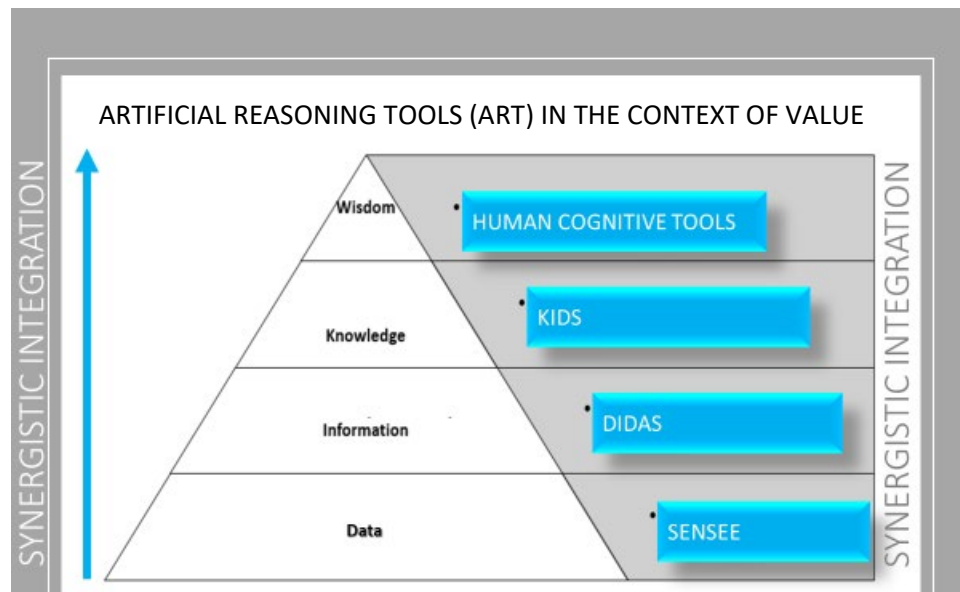 ARTIFICIAL REASONING TOOLS (ART) IN THE CONTEXT OF VALUE
SYNERGISTIC INTEGRATION
Wisdom
HUMAN COGNITIVE TOOLS
Knowledge
KIDS
Information
DIDAS
Data
SENSEE
SYNERGISTIC INTEGRATION